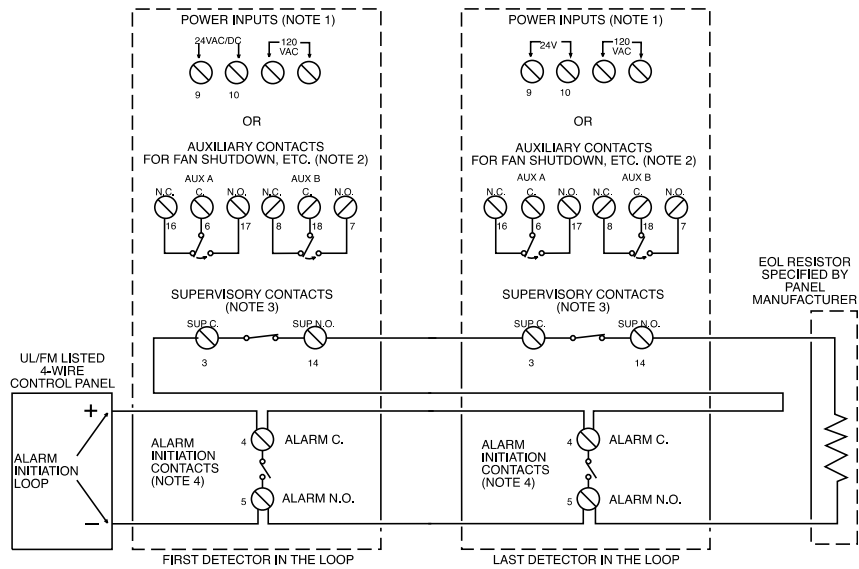 POWER INPUTS (NOTE 1)
24VAC/DC
120
VAC
9
10
OR
AUXILIARY CONTACTS
FOR FAN SHUTDOWN, ETC. (NOTE 2)
AUX A
AUX B
N.C.
C.
N.O.
N.C.
C.
N.O.
16
6
17
8
18
7
SUPERVISORY CONTACTS
(NOTE 3)
SUP C.
SUP N.O.
3
14
4
ALARM C.
ALARM
INITIATION
CONTACTS
(NOTE 4)
5
ALARM N.O.
FIRST DETECTOR IN THE LOOP
POWER INPUTS (NOTE 1)
24V
120
VAC
9
10
OR
AUXILIARY CONTACTS
FOR FAN SHUTDOWN, ETC. (NOTE 2)
AUX A
AUX B
N.C.
C.
N.O.
N.C.
C.
N.O.
16
6
17
8
18
7
SUPERVISORY CONTACTS
(NOTE 3)
SUP C.
SUP N.O.
3
14
4
ALARM C.
ALARM
INITIATION
CONTACTS
(NOTE 4)
5
ALARM N.O.
LAST DETECTOR IN THE LOOP
EOL RESISTOR
SPECIFIED BY
PANEL
MANUFACTURER
UL/FM LISTED
4-WIRE
CONTROL PANEL
+
ALARM
INITIATION
LOOP
–